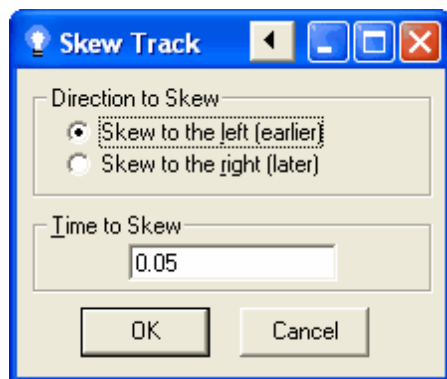 Skew Track
Direction to Skew
Skew to the left (earlier)
Skew to the right (later)
Time to Skew
0.05
OK Cancel